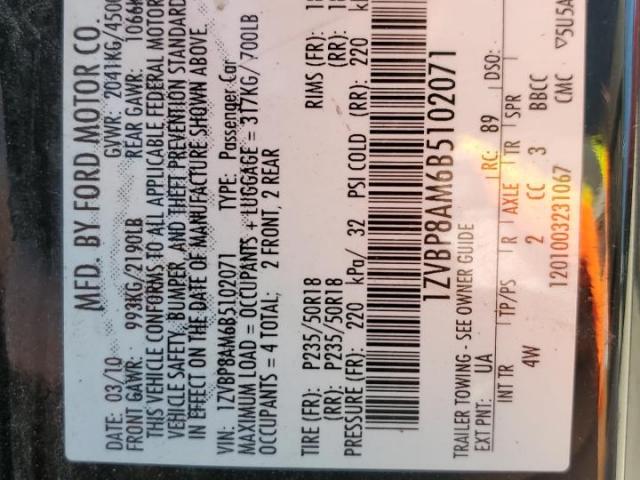 MFD. BY FORD MOTOR CO.
DATE: 03/10 GVWR: 2041KG/4500
FRONT GAWR: 993KG/2190LB REAR GAWR: 1066K
THIS VEHICLE CONFORMS TO ALL APPLICABLE FEDERAL MOTOR
VEHICLE SAFETY, BUMPER, AND THEFT PREVENTION STANDARD
IN EFFECT ON THE DATE OF MANUFACTURE SHOWN ABOVE.
VIN: 1ZVBP8AM6B5102071 TYPE: Passenger Car
MAXIMUM LOAD = OCCUPANTS + LUGGAGE = 317KG/ 700LB
OCCUPANTS = 4 TOTAL; 2 FRONT, 2 REAR
TIRE (FR): P235/50R18 RIMS (FR): 18
(RR): P235/50R18 (RR): 18
PRESSURE (FR): 220 kPa/ 32 PSI COLD (RR): 220 k
1ZVBP8AM6B5102071
TRAILER TOWING - SEE OWNER GUIDE
EXT PNT: UA RC: 89 DSO:
INT TR TP/PS R AXLE TR SPR
4W 2 CC 3 BBCC
1201003231067 CMC ▽5U5A